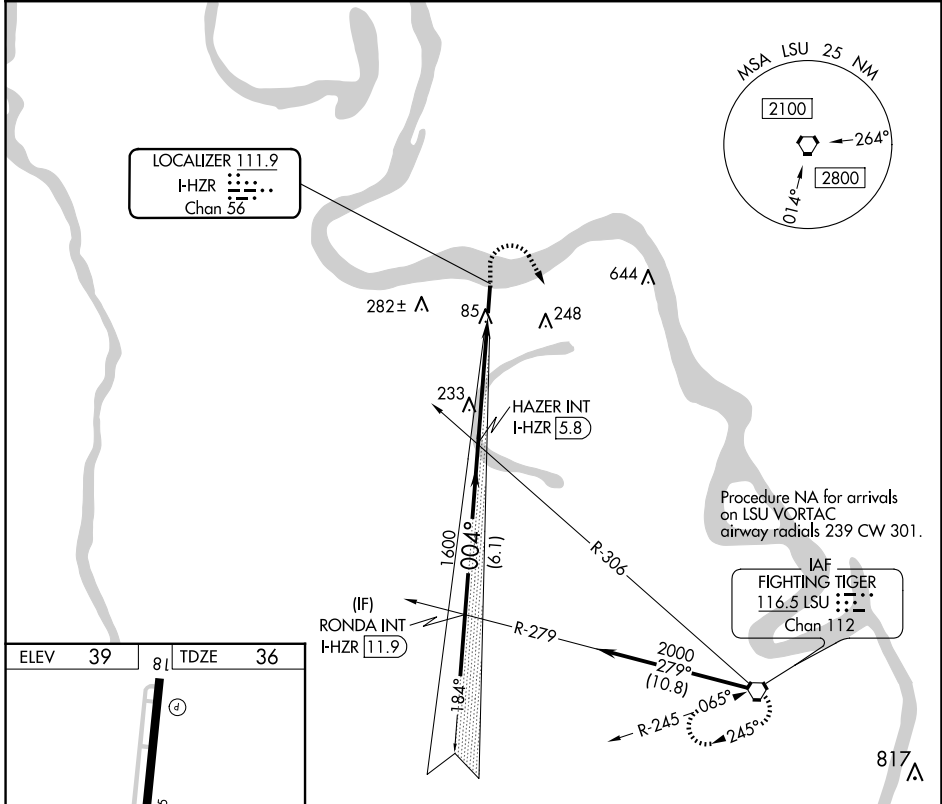 MSA LSU 25 NM
2100
264°
2800
014°
LOCALIZER 111.9
I-HZR
Chan 56
644
282±
85
248
233
HAZER INT
I-HZR 5.8
Procedure NA for arrivals
on LSU VORTAC
airway radials 239 CW 301.
1600
004°
(6.1)
R-306
IAF
FIGHTING TIGER
116.5 LSU
Chan 112
(IF)
RONDA INT
I-HZR 11.9
R-279
2000
279°
(10.8)
184°
R-245
065°
245°
817
ELEV 39
18
TDZE 36
P